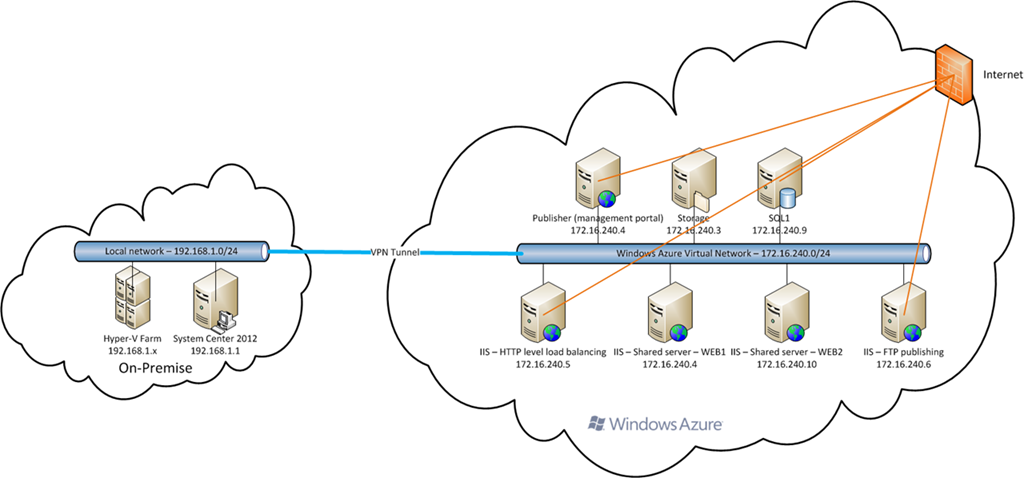 Internet
Publisher (management portal)
172.16.240.4
Storage
172.16.240.3
SQL1
172.16.240.9
Local network – 192.168.1.0/24
VPN Tunnel
Windows Azure Virtual Network – 172.16.240.0/24
Hyper-V Farm
192.168.1.x
System Center 2012
192.168.1.1
On-Premise
IIS – HTTP level load balancing
172.16.240.5
IIS – Shared server – WEB1
172.16.240.4
IIS – Shared server – WEB2
172.16.240.10
IIS – FTP publishing
172.16.240.6
Windows Azure